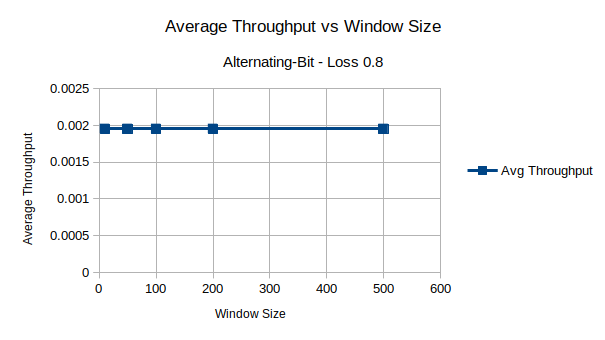 Average Throughput vs Window Size
Alternating-Bit - Loss 0.8
0.0025
0.002
0.0015
0.001
0.0005
0
0 100 200 300 400 500 600
Average Throughput
Window Size
Avg Throughput